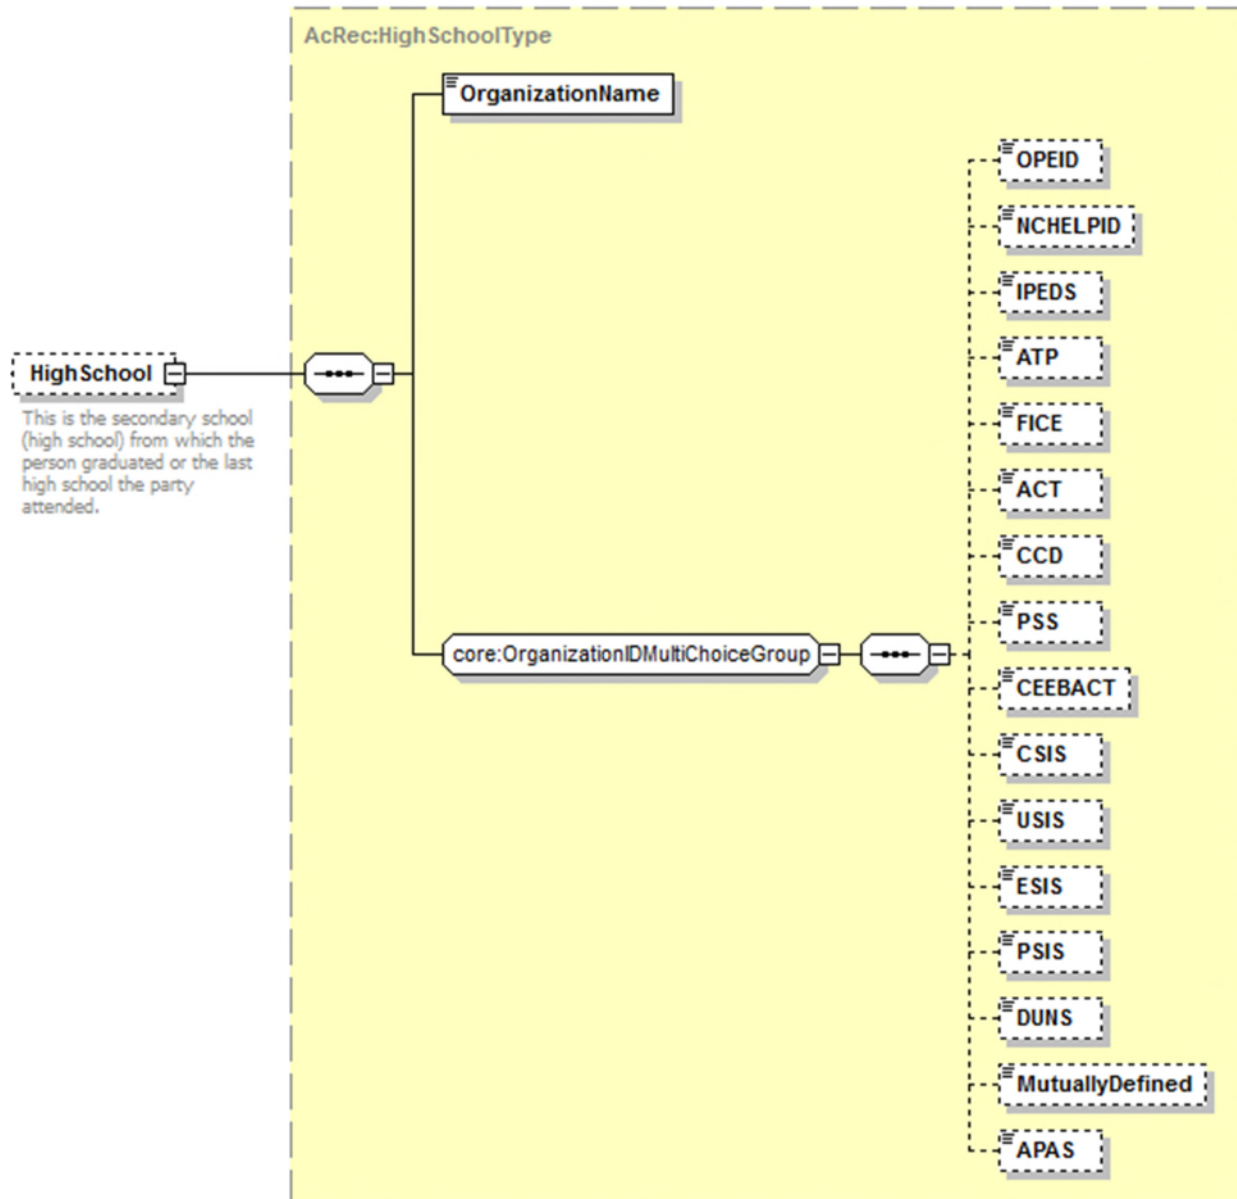 AcRec:HighSchoolType
OrganizationName
OPEID
NCHELPID
IPEDS
ATP
HighSchool
This is the secondary school
(high school) from which the
person graduated or the last
high school the party
attended.
FICE
ACT
CCD
PSS
core:OrganizationIDMultiChoiceGroup
CEEBACT
CSIS
USIS
ESIS
PSIS
DUNS
MutuallyDefined
APAS